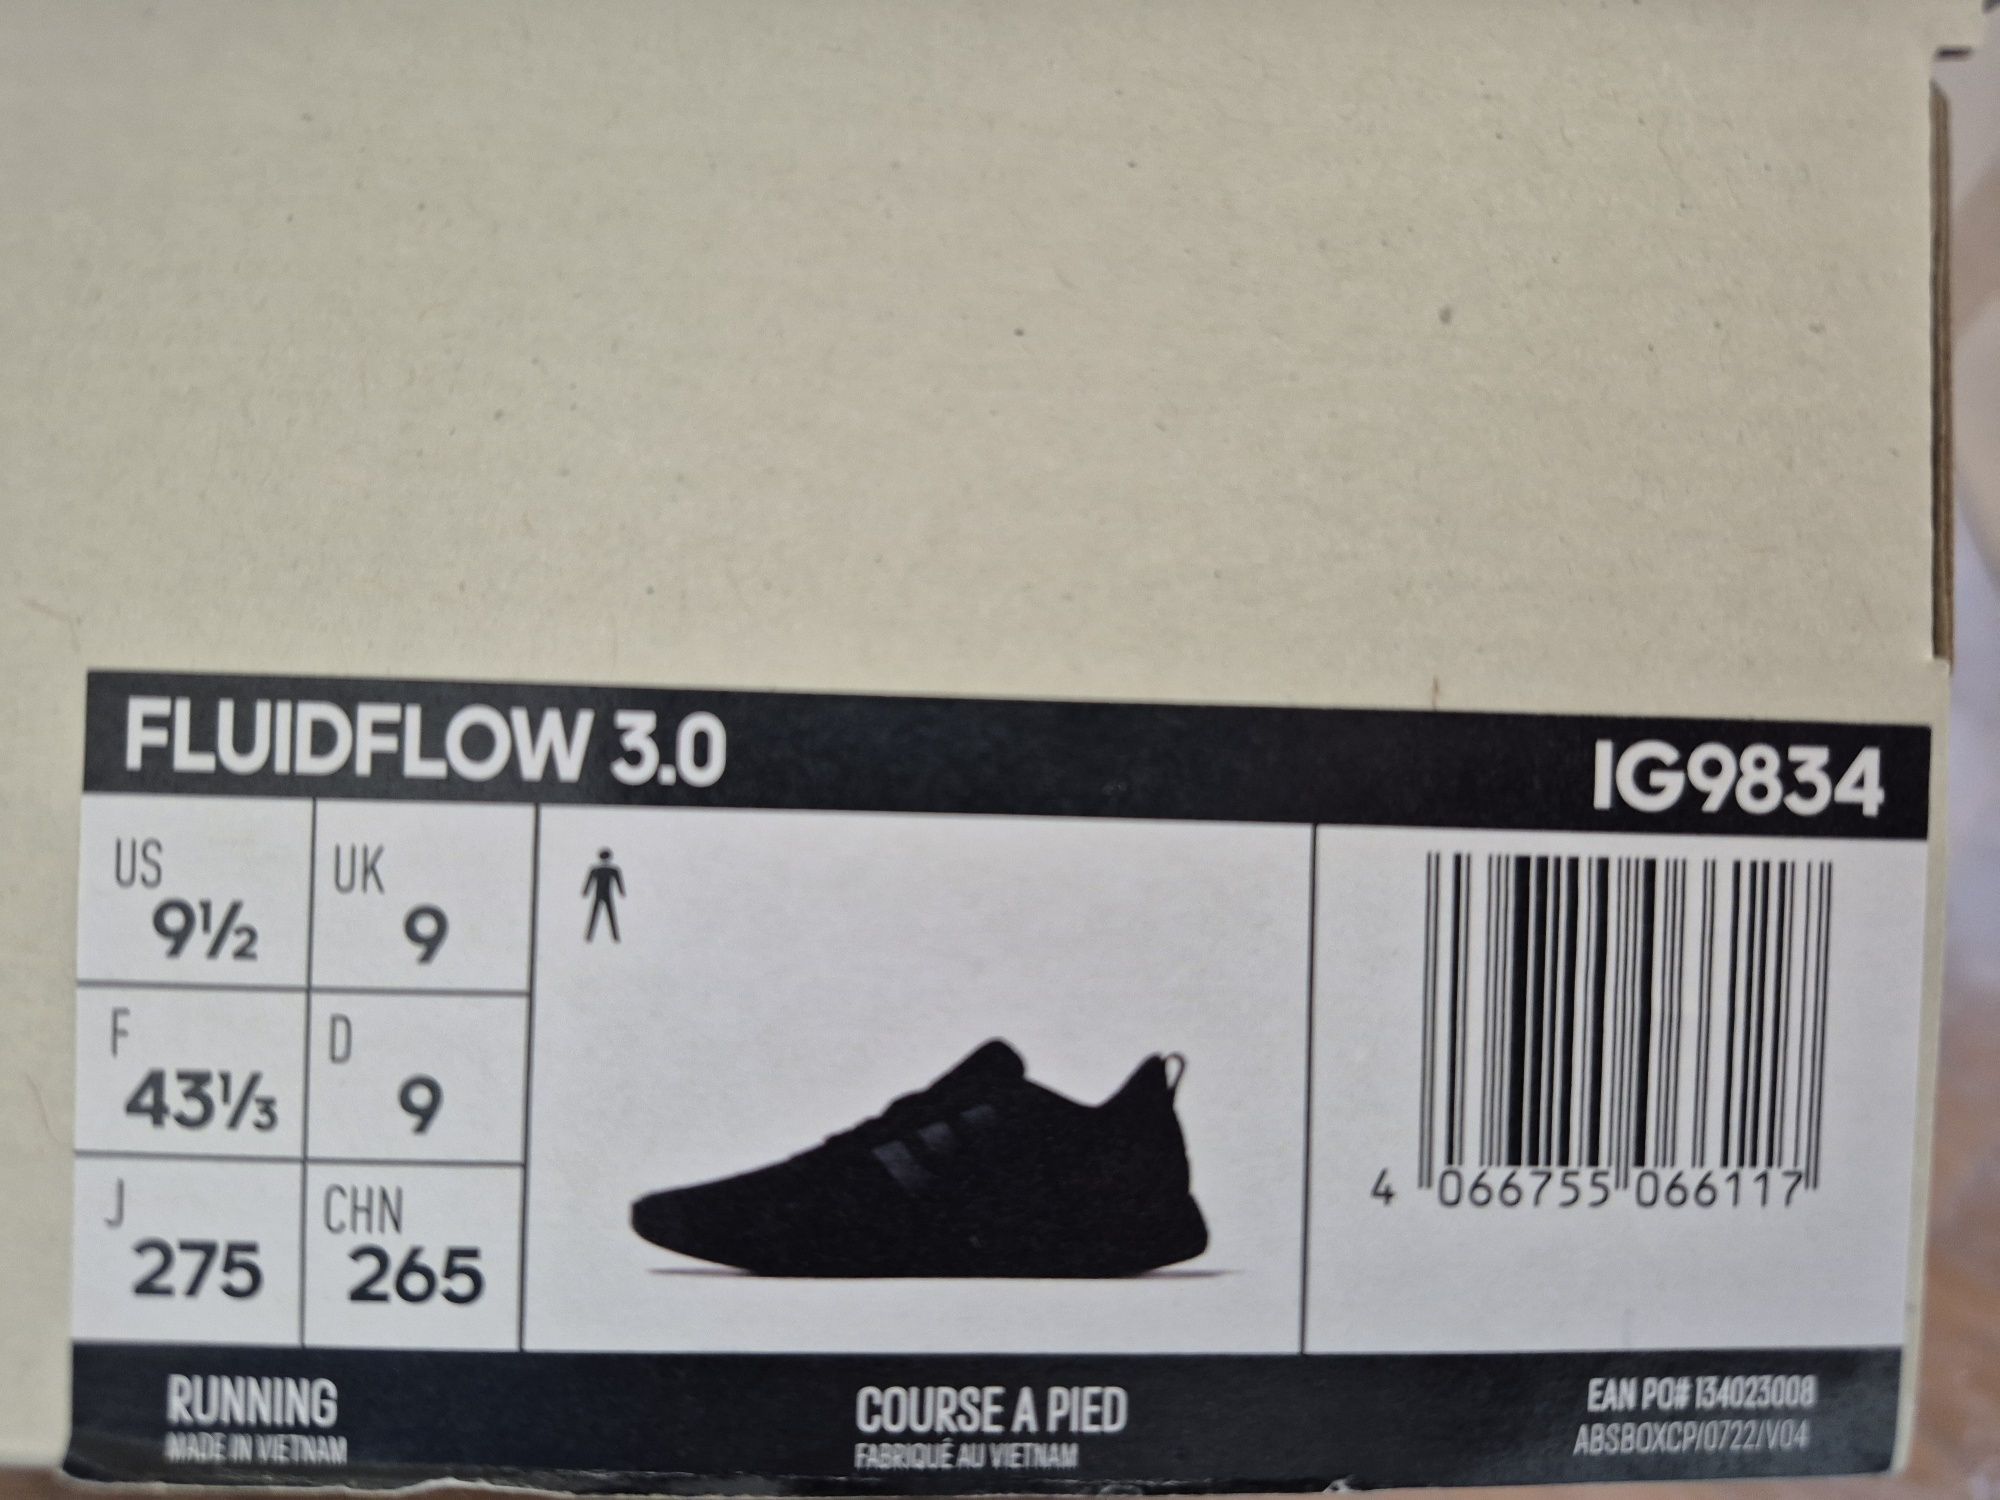 FLUIDFLOW 3.0 IG9834
US 9½ UK 9
F 43⅓ D 9
J 275 CHN 265
4 066755 066117
RUNNING COURSE A PIED EAN PO# 134023008
MADE IN VIETNAM FABRIQUÉ AU VIETNAM ABSBOXCP/0722/V04